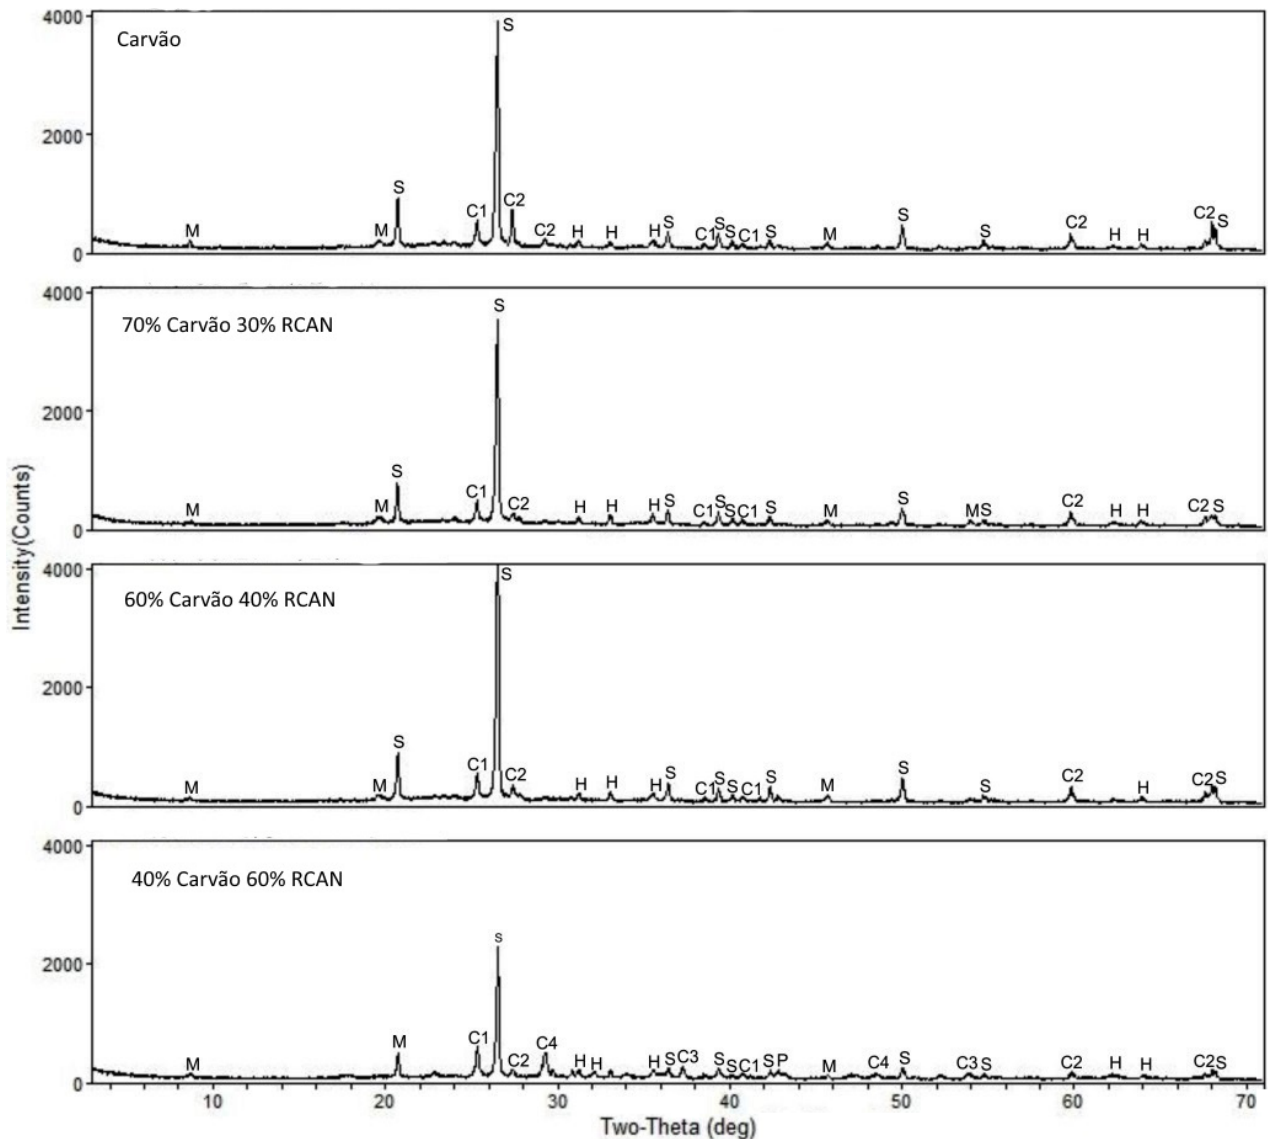 Intensity(Counts)
4000
Carvão
S
2000
S
C2
C1
C2
S
S
C2
M
M
C2
H
H
H
S
C1
S
S
C1
S
M
S
H
H
0
4000
70% Carvão 30% RCAN
S
2000
S
C1
M
M
C2
H
H
H
S
C1
S
S
C1
S
M
S
M
S
C2
H
H
C2
S
0
4000
60% Carvão 40% RCAN
S
2000
S
C1
C2
M
M
H
H
H
S
C1
S
S
C1
S
M
S
S
C2
H
C2
S
0
4000
40% Carvão 60% RCAN
S
2000
M
C1
C4
M
C2
H
H
H
S
C3
S
S
C1
S
P
M
C4
S
C3
S
C2
H
H
C2
S
0
10
20
30
40
50
60
70
Two-Theta (deg)